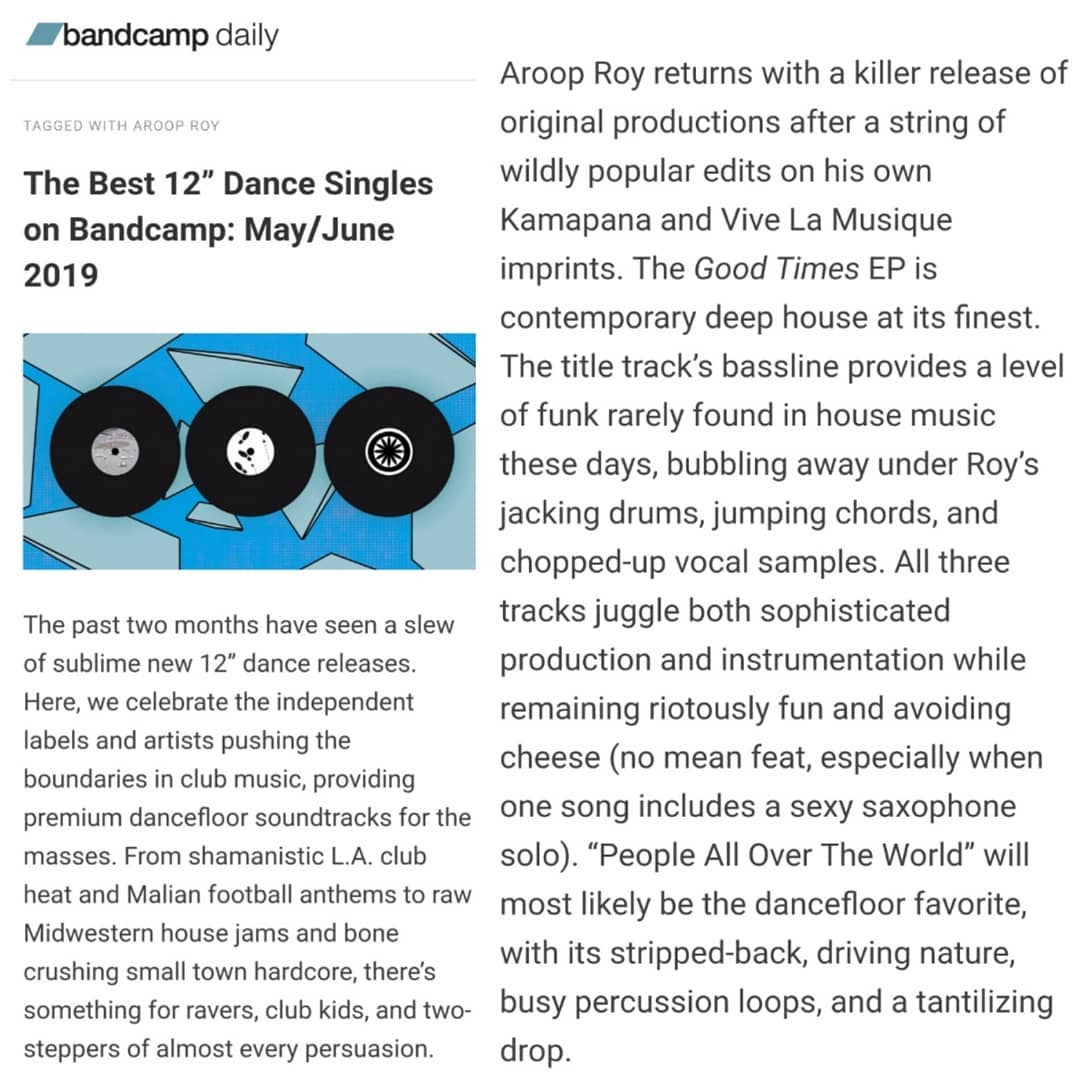 bandcamp daily
TAGGED WITH AROOP ROY
The Best 12” Dance Singles
on Bandcamp: May/June
2019
The past two months have seen a slew
of sublime new 12” dance releases.
Here, we celebrate the independent
labels and artists pushing the
boundaries in club music, providing
premium dancefloor soundtracks for the
masses. From shamanistic L.A. club
heat and Malian football anthems to raw
Midwestern house jams and bone
crushing small town hardcore, there’s
something for ravers, club kids, and two-
steppers of almost every persuasion.
Aroop Roy returns with a killer release of
original productions after a string of
wildly popular edits on his own
Kamapana and Vive La Musique
imprints. The Good Times EP is
contemporary deep house at its finest.
The title track’s bassline provides a level
of funk rarely found in house music
these days, bubbling away under Roy’s
jacking drums, jumping chords, and
chopped-up vocal samples. All three
tracks juggle both sophisticated
production and instrumentation while
remaining riotously fun and avoiding
cheese (no mean feat, especially when
one song includes a sexy saxophone
solo). “People All Over The World” will
most likely be the dancefloor favorite,
with its stripped-back, driving nature,
busy percussion loops, and a tantilizing
drop.